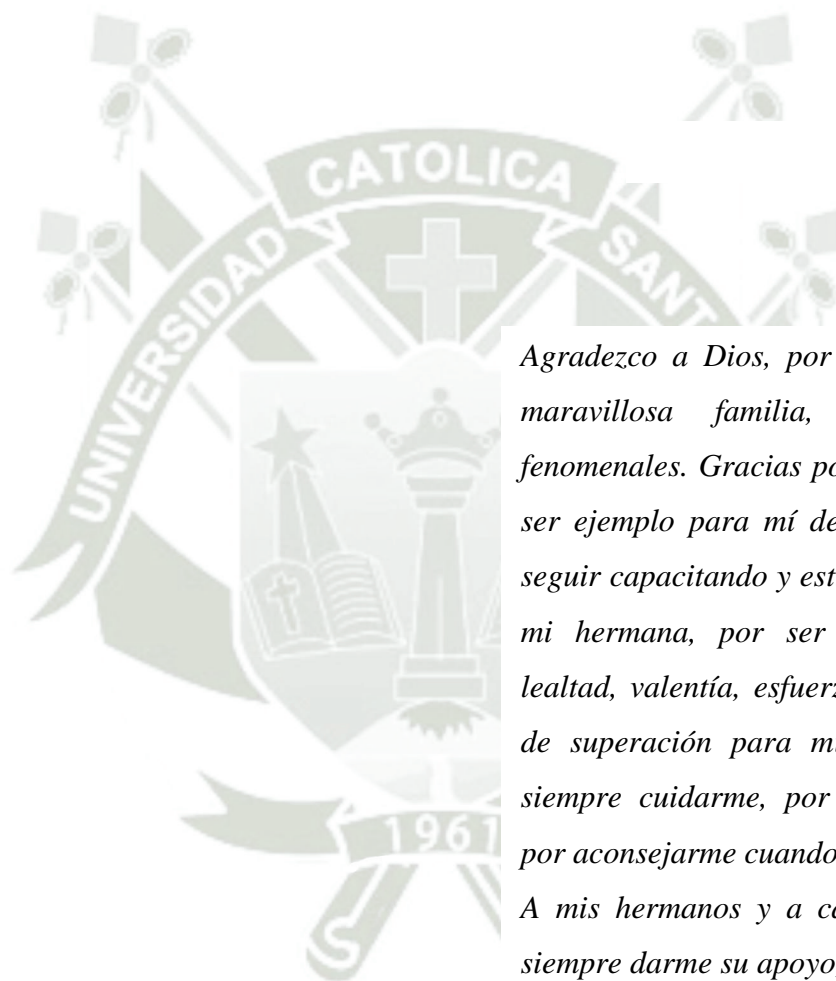 CATOLICA
UNIVERSIDAD
SANT
Agradezco a Dios, por
maravillosa familia,
fenomenales. Gracias po
ser ejemplo para mí de
seguir capacitando y est
mi hermana, por ser
lealtad, valentía, esfuerz
de superación para m
siempre cuidarme, por
por aconsejarme cuando
A mis hermanos y a ca
siempre darme su apoyo
1961
S